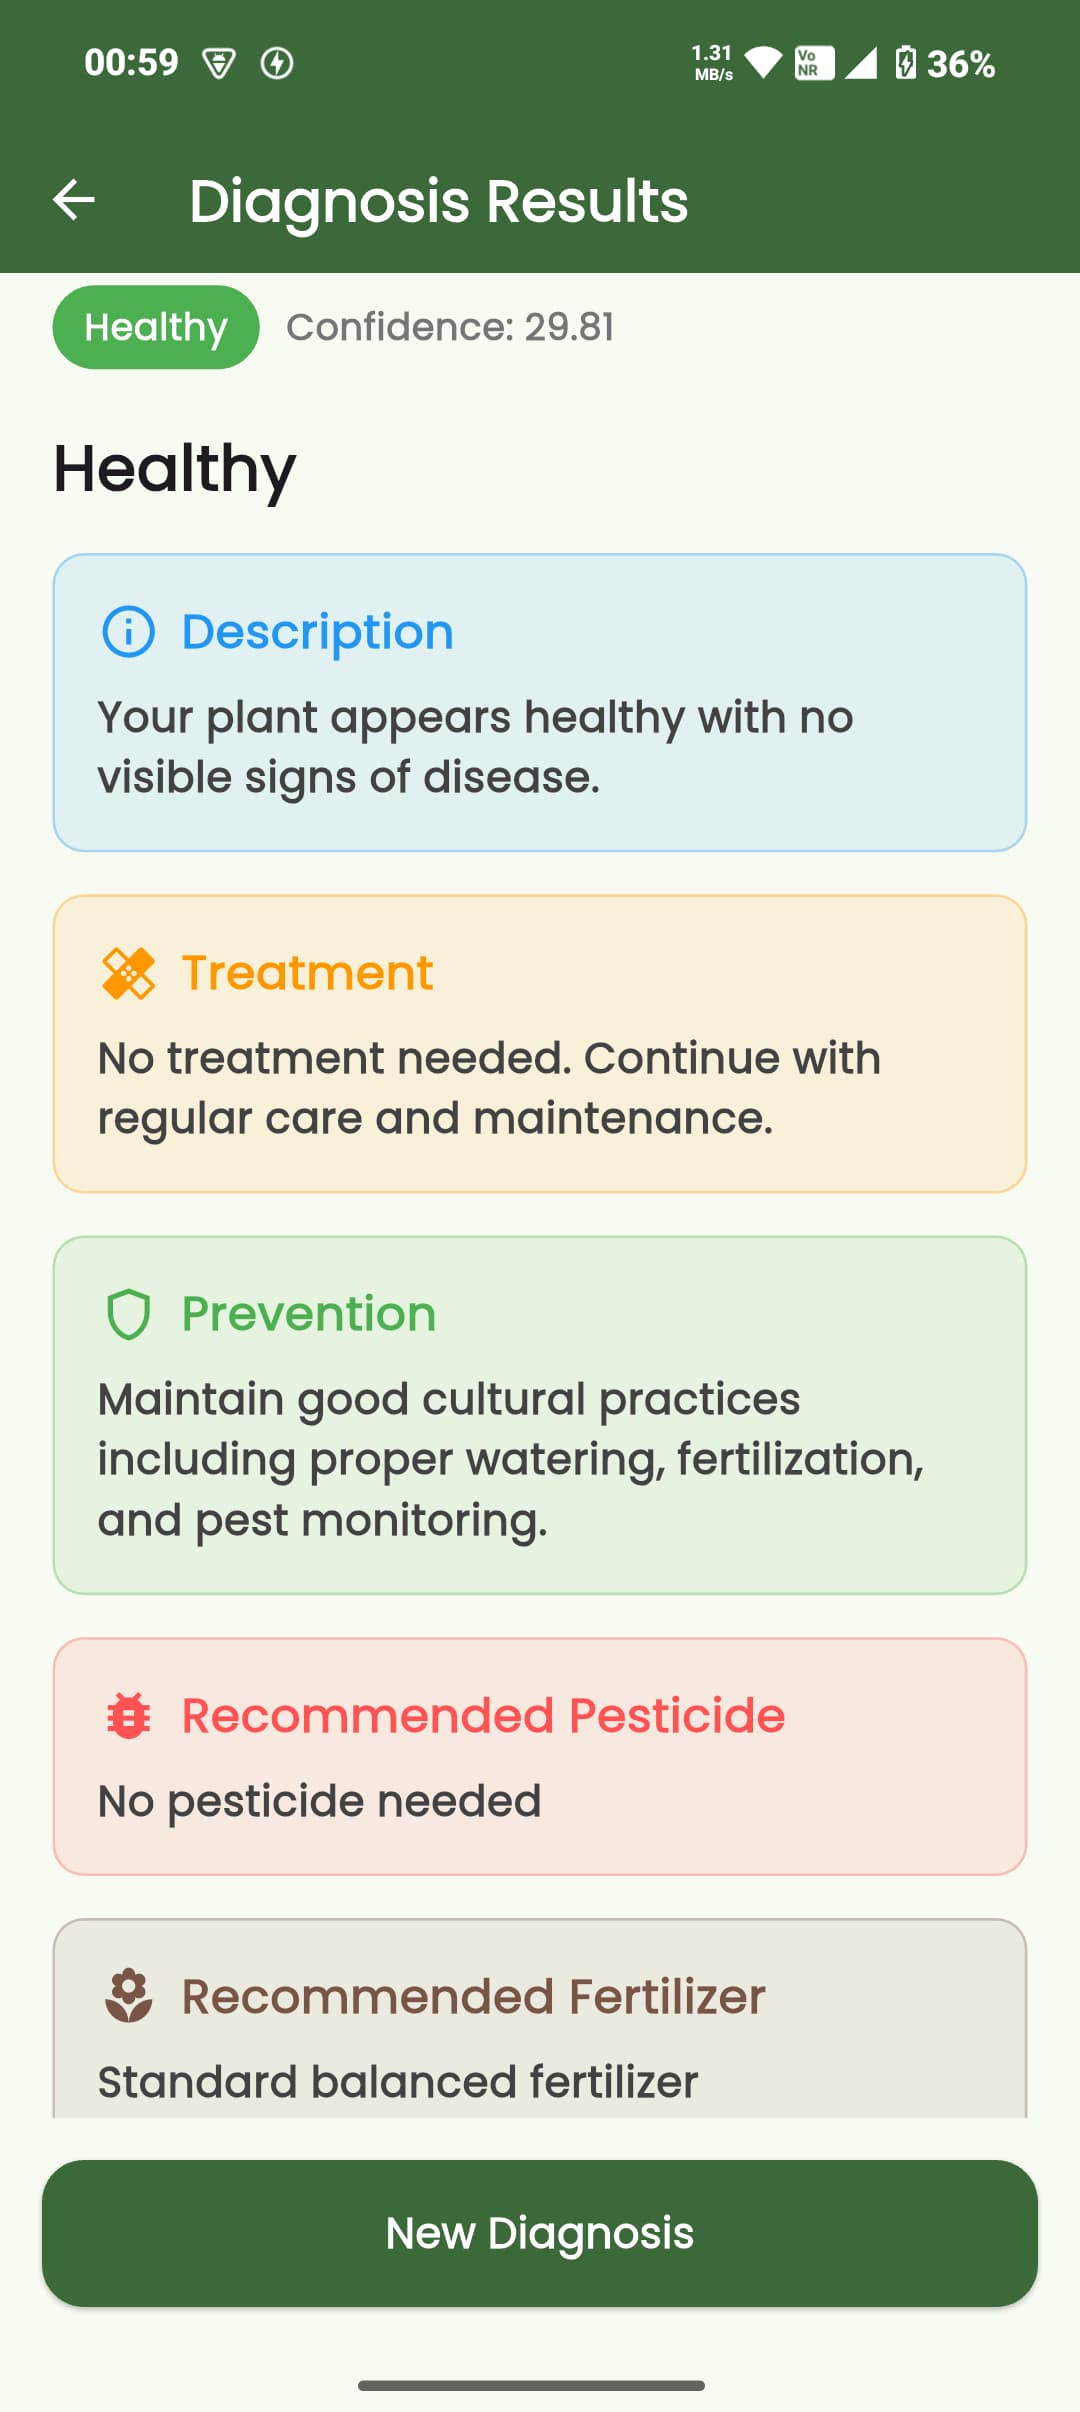 00:59
1.31
MB/s
Vo
NR
36%
Diagnosis Results
Healthy
Confidence: 29.81
Healthy
Description
Your plant appears healthy with no
visible signs of disease.
Treatment
No treatment needed. Continue with
regular care and maintenance.
Prevention
Maintain good cultural practices
including proper watering, fertilization,
and pest monitoring.
Recommended Pesticide
No pesticide needed
Recommended Fertilizer
Standard balanced fertilizer
New Diagnosis